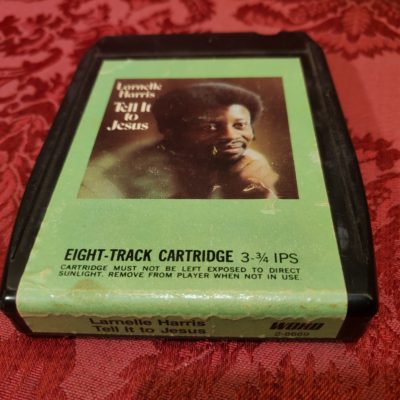 Larnelle
Harris
Tell It
to
Jesus
EIGHT-TRACK CARTRIDGE 3-¾ IPS
CARTRIDGE MUST NOT BE LEFT EXPOSED TO DIRECT
SUNLIGHT. REMOVE FROM PLAYER WHEN NOT IN USE.
Larnelle Harris WORD
Tell It to Jesus